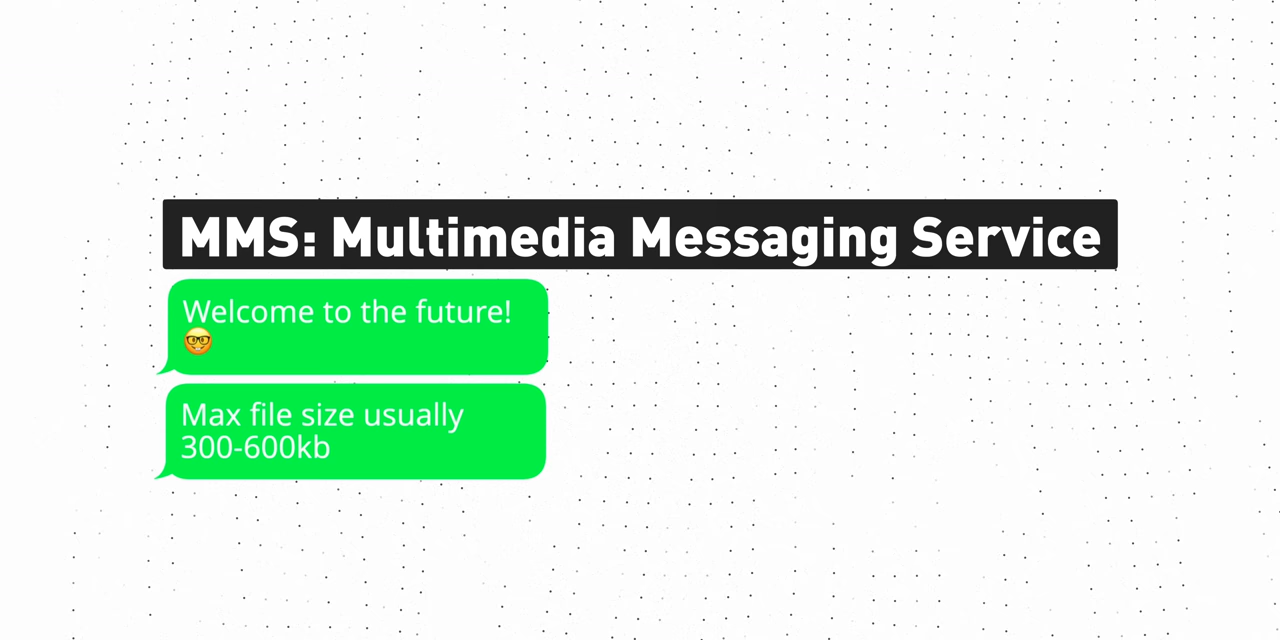 MMS: Multimedia Messaging Service
Welcome to the future!
🤓
Max file size usually
300-600kb